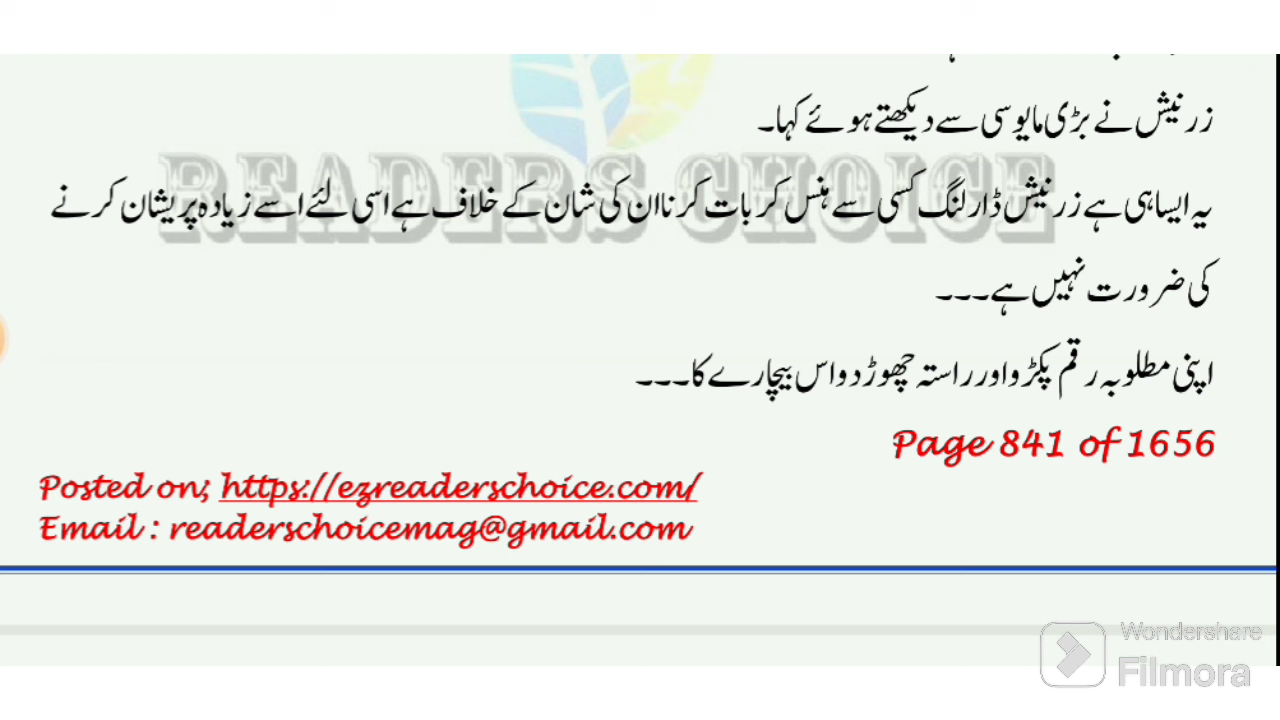 زرنیش نے بڑی مایوسی سے دیکھتے ہوئے کہا۔
READERS CHOICE
یہ ایسا ہی ہے زرنیش ڈارلنگ کسی سے ہنس کر بات کرنا ان کی شان کے خلاف ہے اسی لئے اسے زیادہ پریشان کرنے
کی ضرورت نہیں ہے۔۔۔
اپنی مطلوبہ رقم پکڑو اور راستہ چھوڑ دو اس بیچارے کا۔۔۔
Page 841 of 1656
Posted on; https://ezreaderschoice.com/
Email : readerschoicemag@gmail.com
Wondershare
Filmora